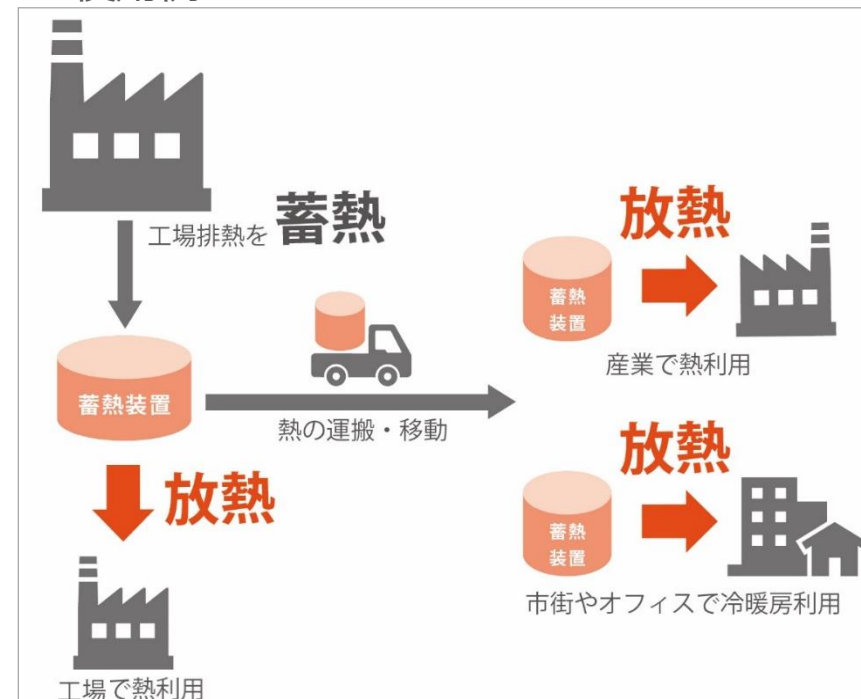 工場排熱を 蓄熱
蓄熱装置
熱の運搬・移動
放熱
工場で熱利用
放熱
蓄熱
装置
産業で熱利用
放熱
蓄熱
装置
市街やオフィスで冷暖房利用